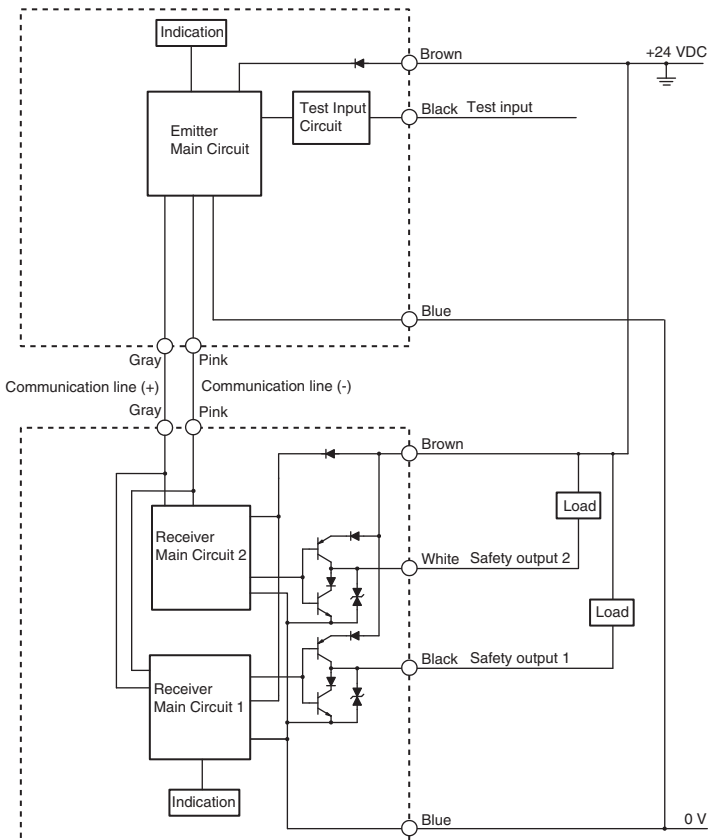 Indication
Brown
+24 VDC
Emitter
Main Circuit
Test Input
Circuit
Black Test input
Blue
Gray
Pink
Communication line (+)
Communication line (-)
Gray
Pink
Brown
Load
Receiver
Main Circuit 2
White Safety output 2
Load
Black Safety output 1
Receiver
Main Circuit 1
Indication
Blue
0 V